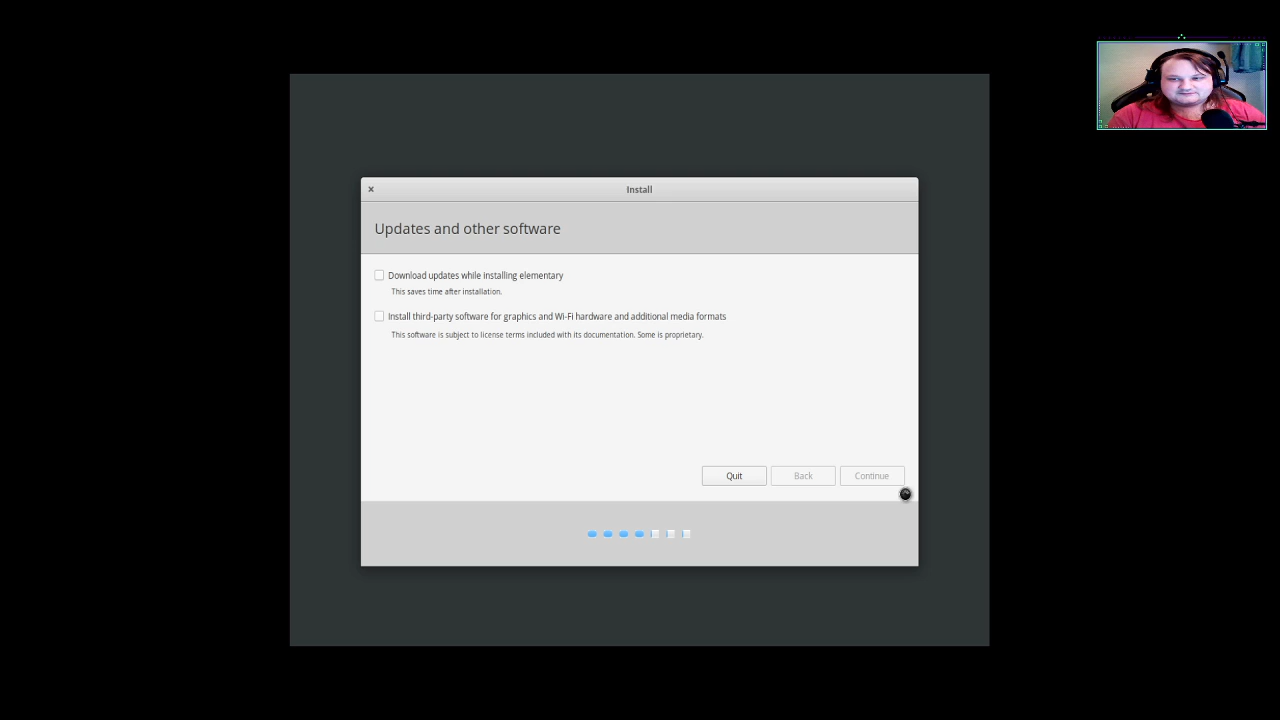 Install
Updates and other software
Download updates while installing elementary
This saves time after installation.
Install third-party software for graphics and Wi-Fi hardware and additional media formats
This software is subject to license terms included with its documentation. Some is proprietary.
Quit
Back
Continue